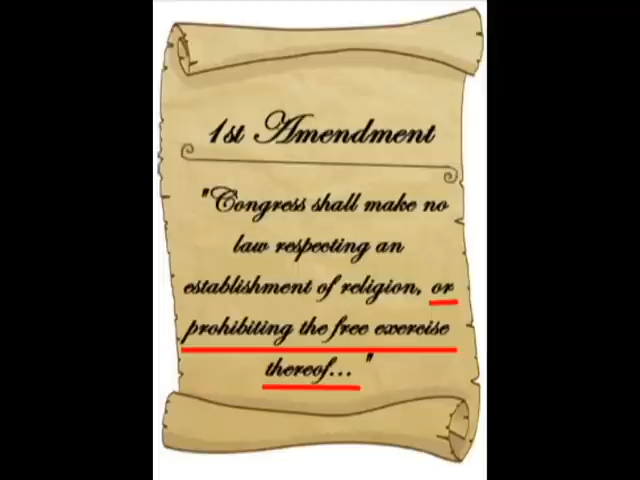 1st Amendment
"Congress shall make no
law respecting an
establishment of religion, or
prohibiting the free exercise
thereof... "